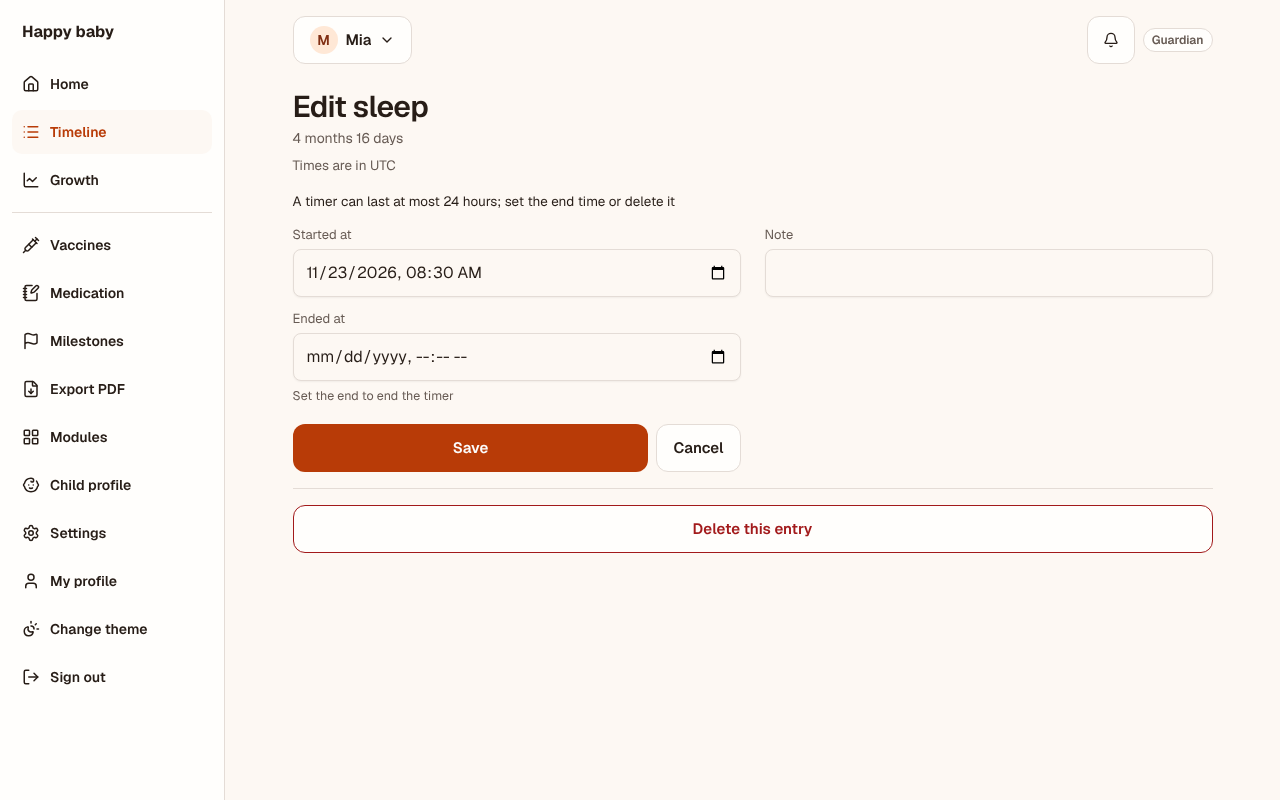 Happy baby
Home
Timeline
Growth
Vaccines
Medication
Milestones
Export PDF
Modules
Child profile
Settings
My profile
Change theme
Sign out
M Mia
Guardian
Edit sleep
4 months 16 days
Times are in UTC
A timer can last at most 24 hours; set the end time or delete it
Started at
11/23/2026, 08:30 AM
Note
Ended at
mm/dd/yyyy, --:-- --
Set the end to end the timer
Save
Cancel
Delete this entry